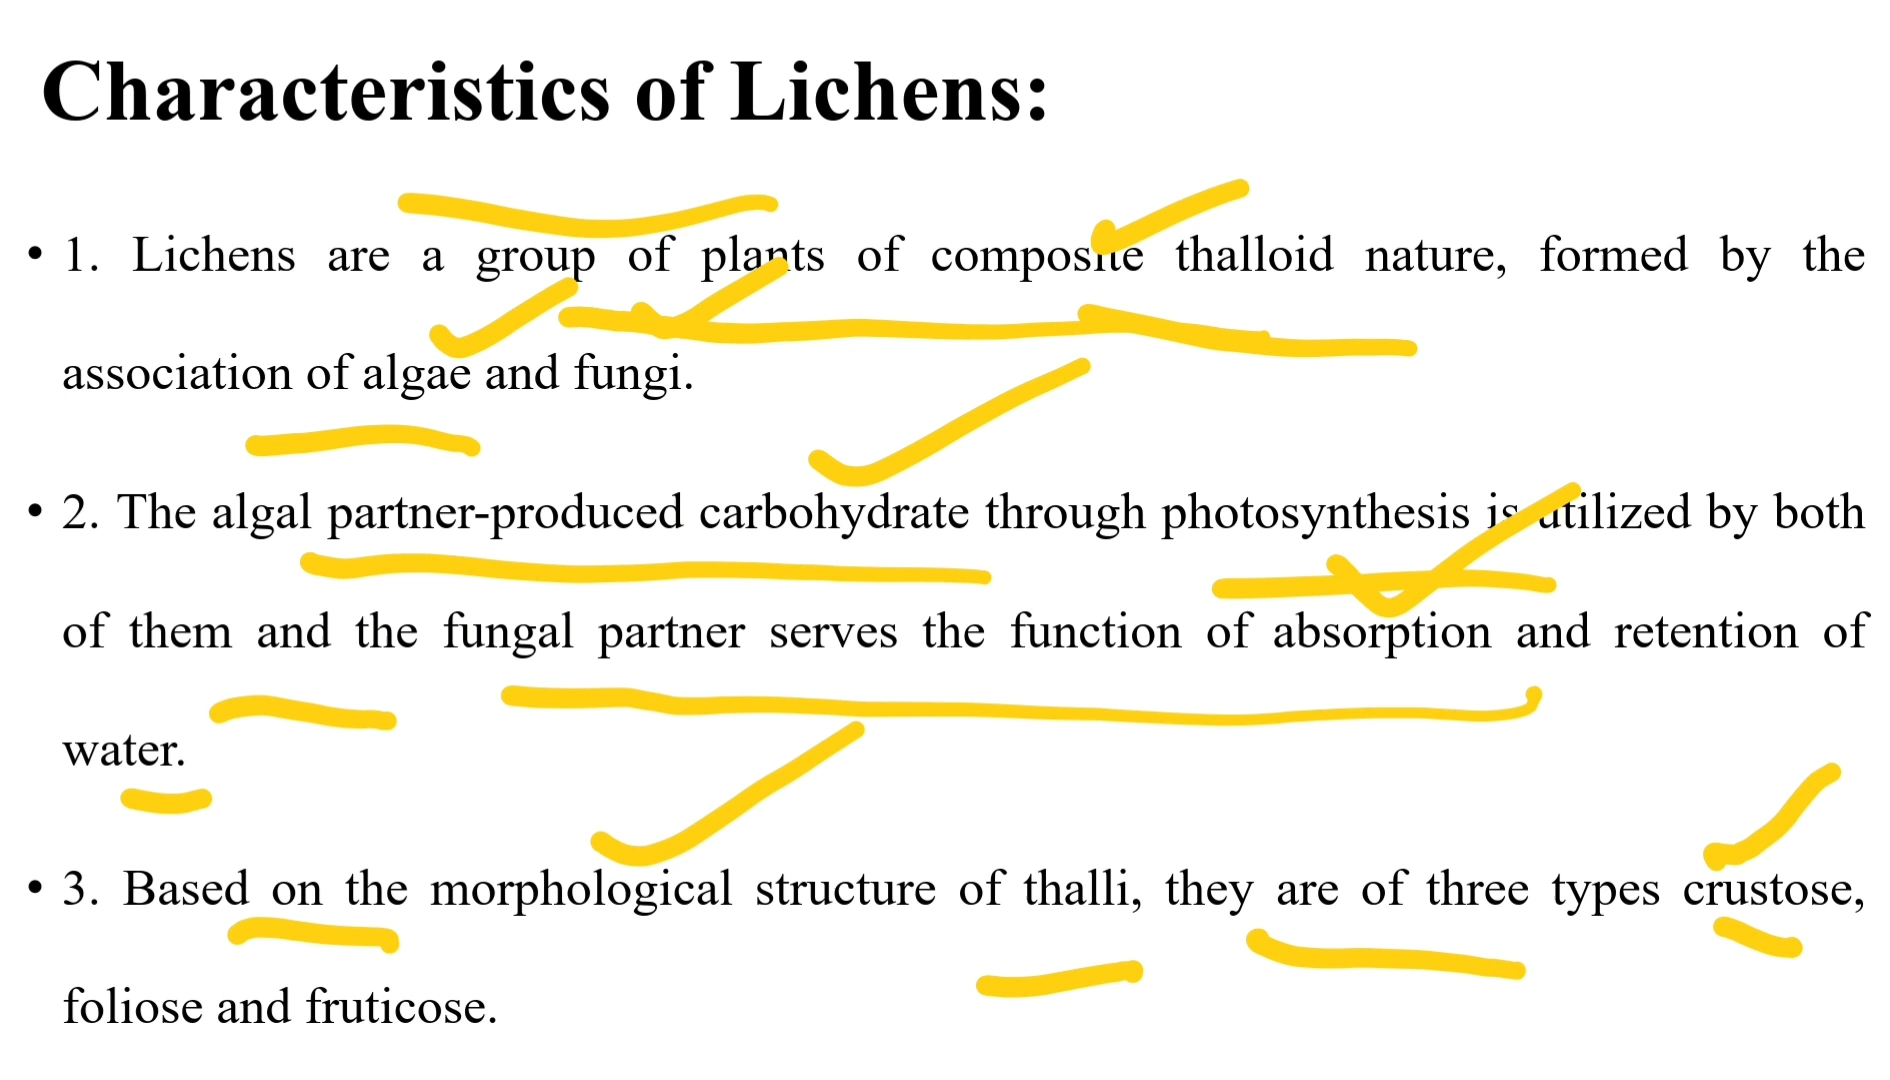 Characteristics of Lichens:
• 1. Lichens are a group of plants of composite thalloid nature, formed by the
association of algae and fungi.
• 2. The algal partner-produced carbohydrate through photosynthesis is utilized by both
of them and the fungal partner serves the function of absorption and retention of
water.
• 3. Based on the morphological structure of thalli, they are of three types crustose,
foliose and fruticose.